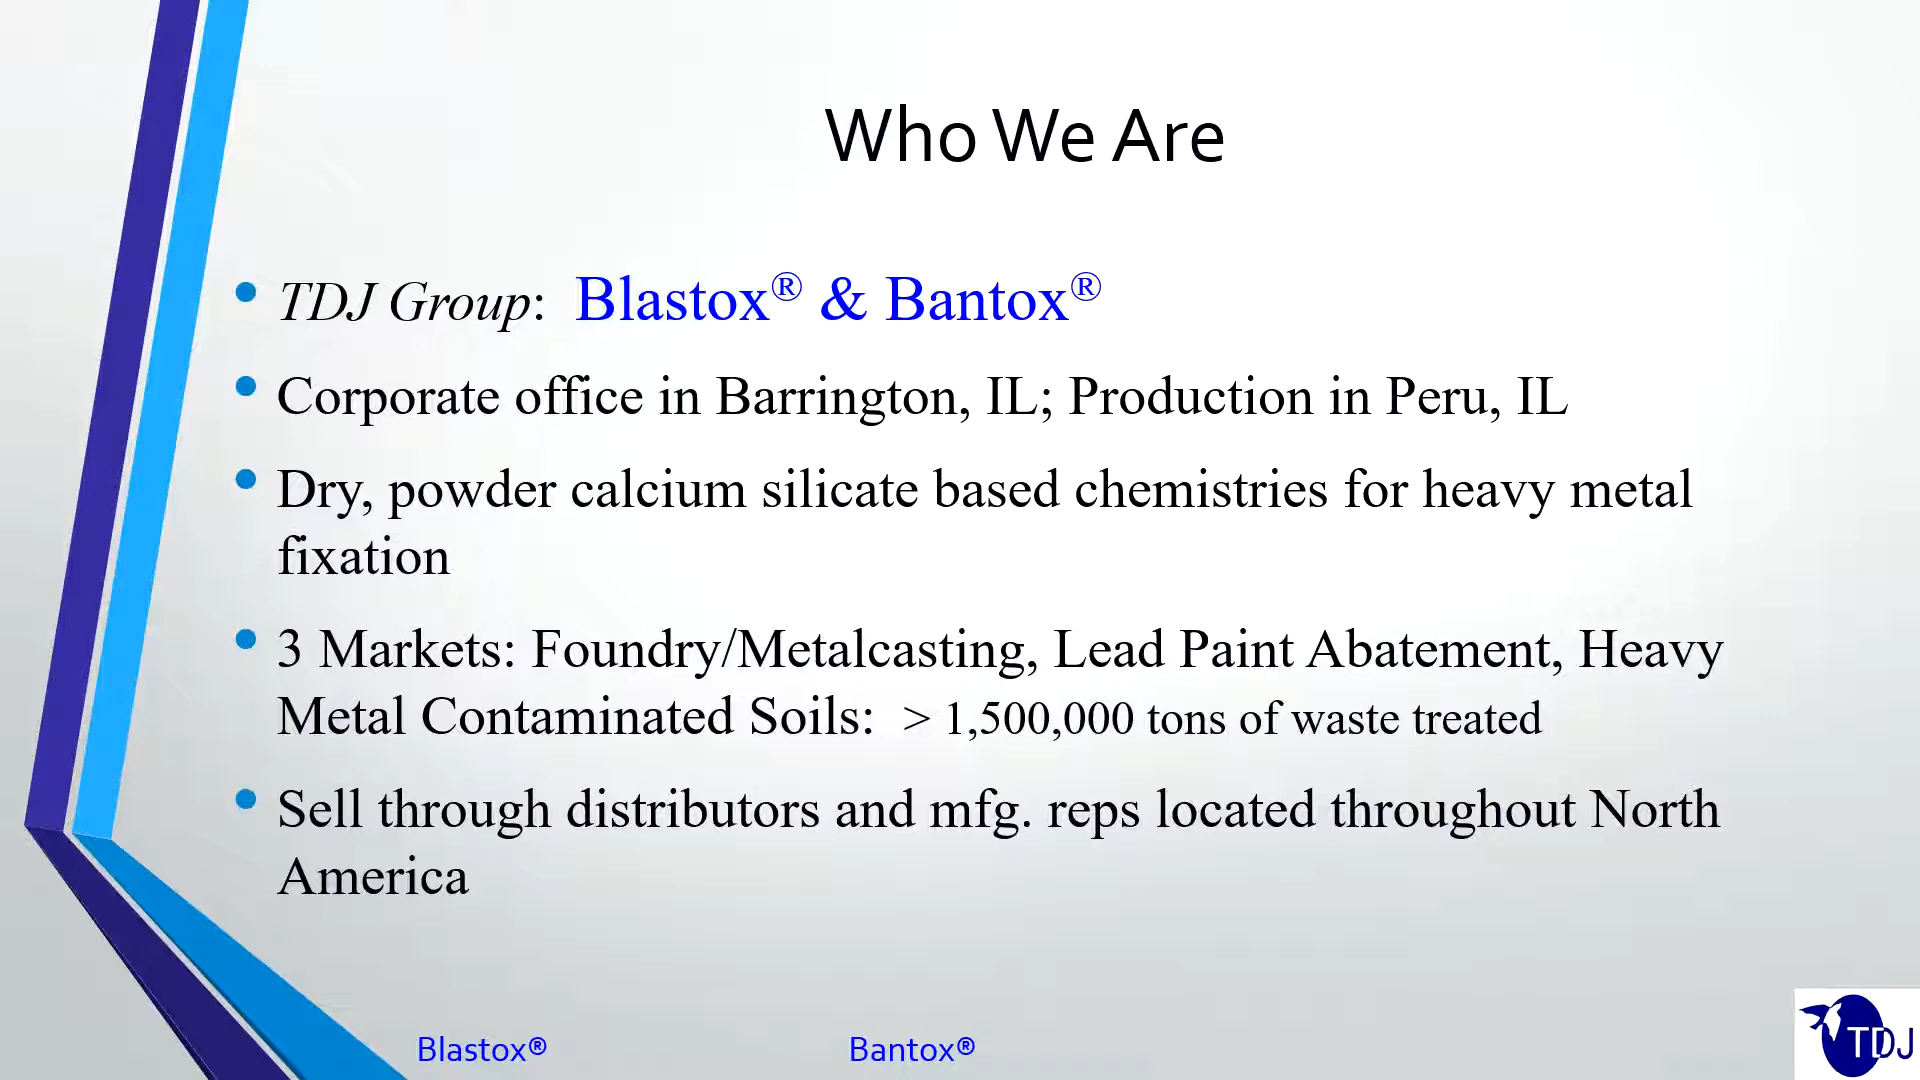 Who We Are
• TDJ Group: Blastox® & Bantox®
• Corporate office in Barrington, IL; Production in Peru, IL
• Dry, powder calcium silicate based chemistries for heavy metal
fixation
• 3 Markets: Foundry/Metalcasting, Lead Paint Abatement, Heavy
Metal Contaminated Soils: > 1,500,000 tons of waste treated
• Sell through distributors and mfg. reps located throughout North
America
Blastox® Bantox®
TDJ